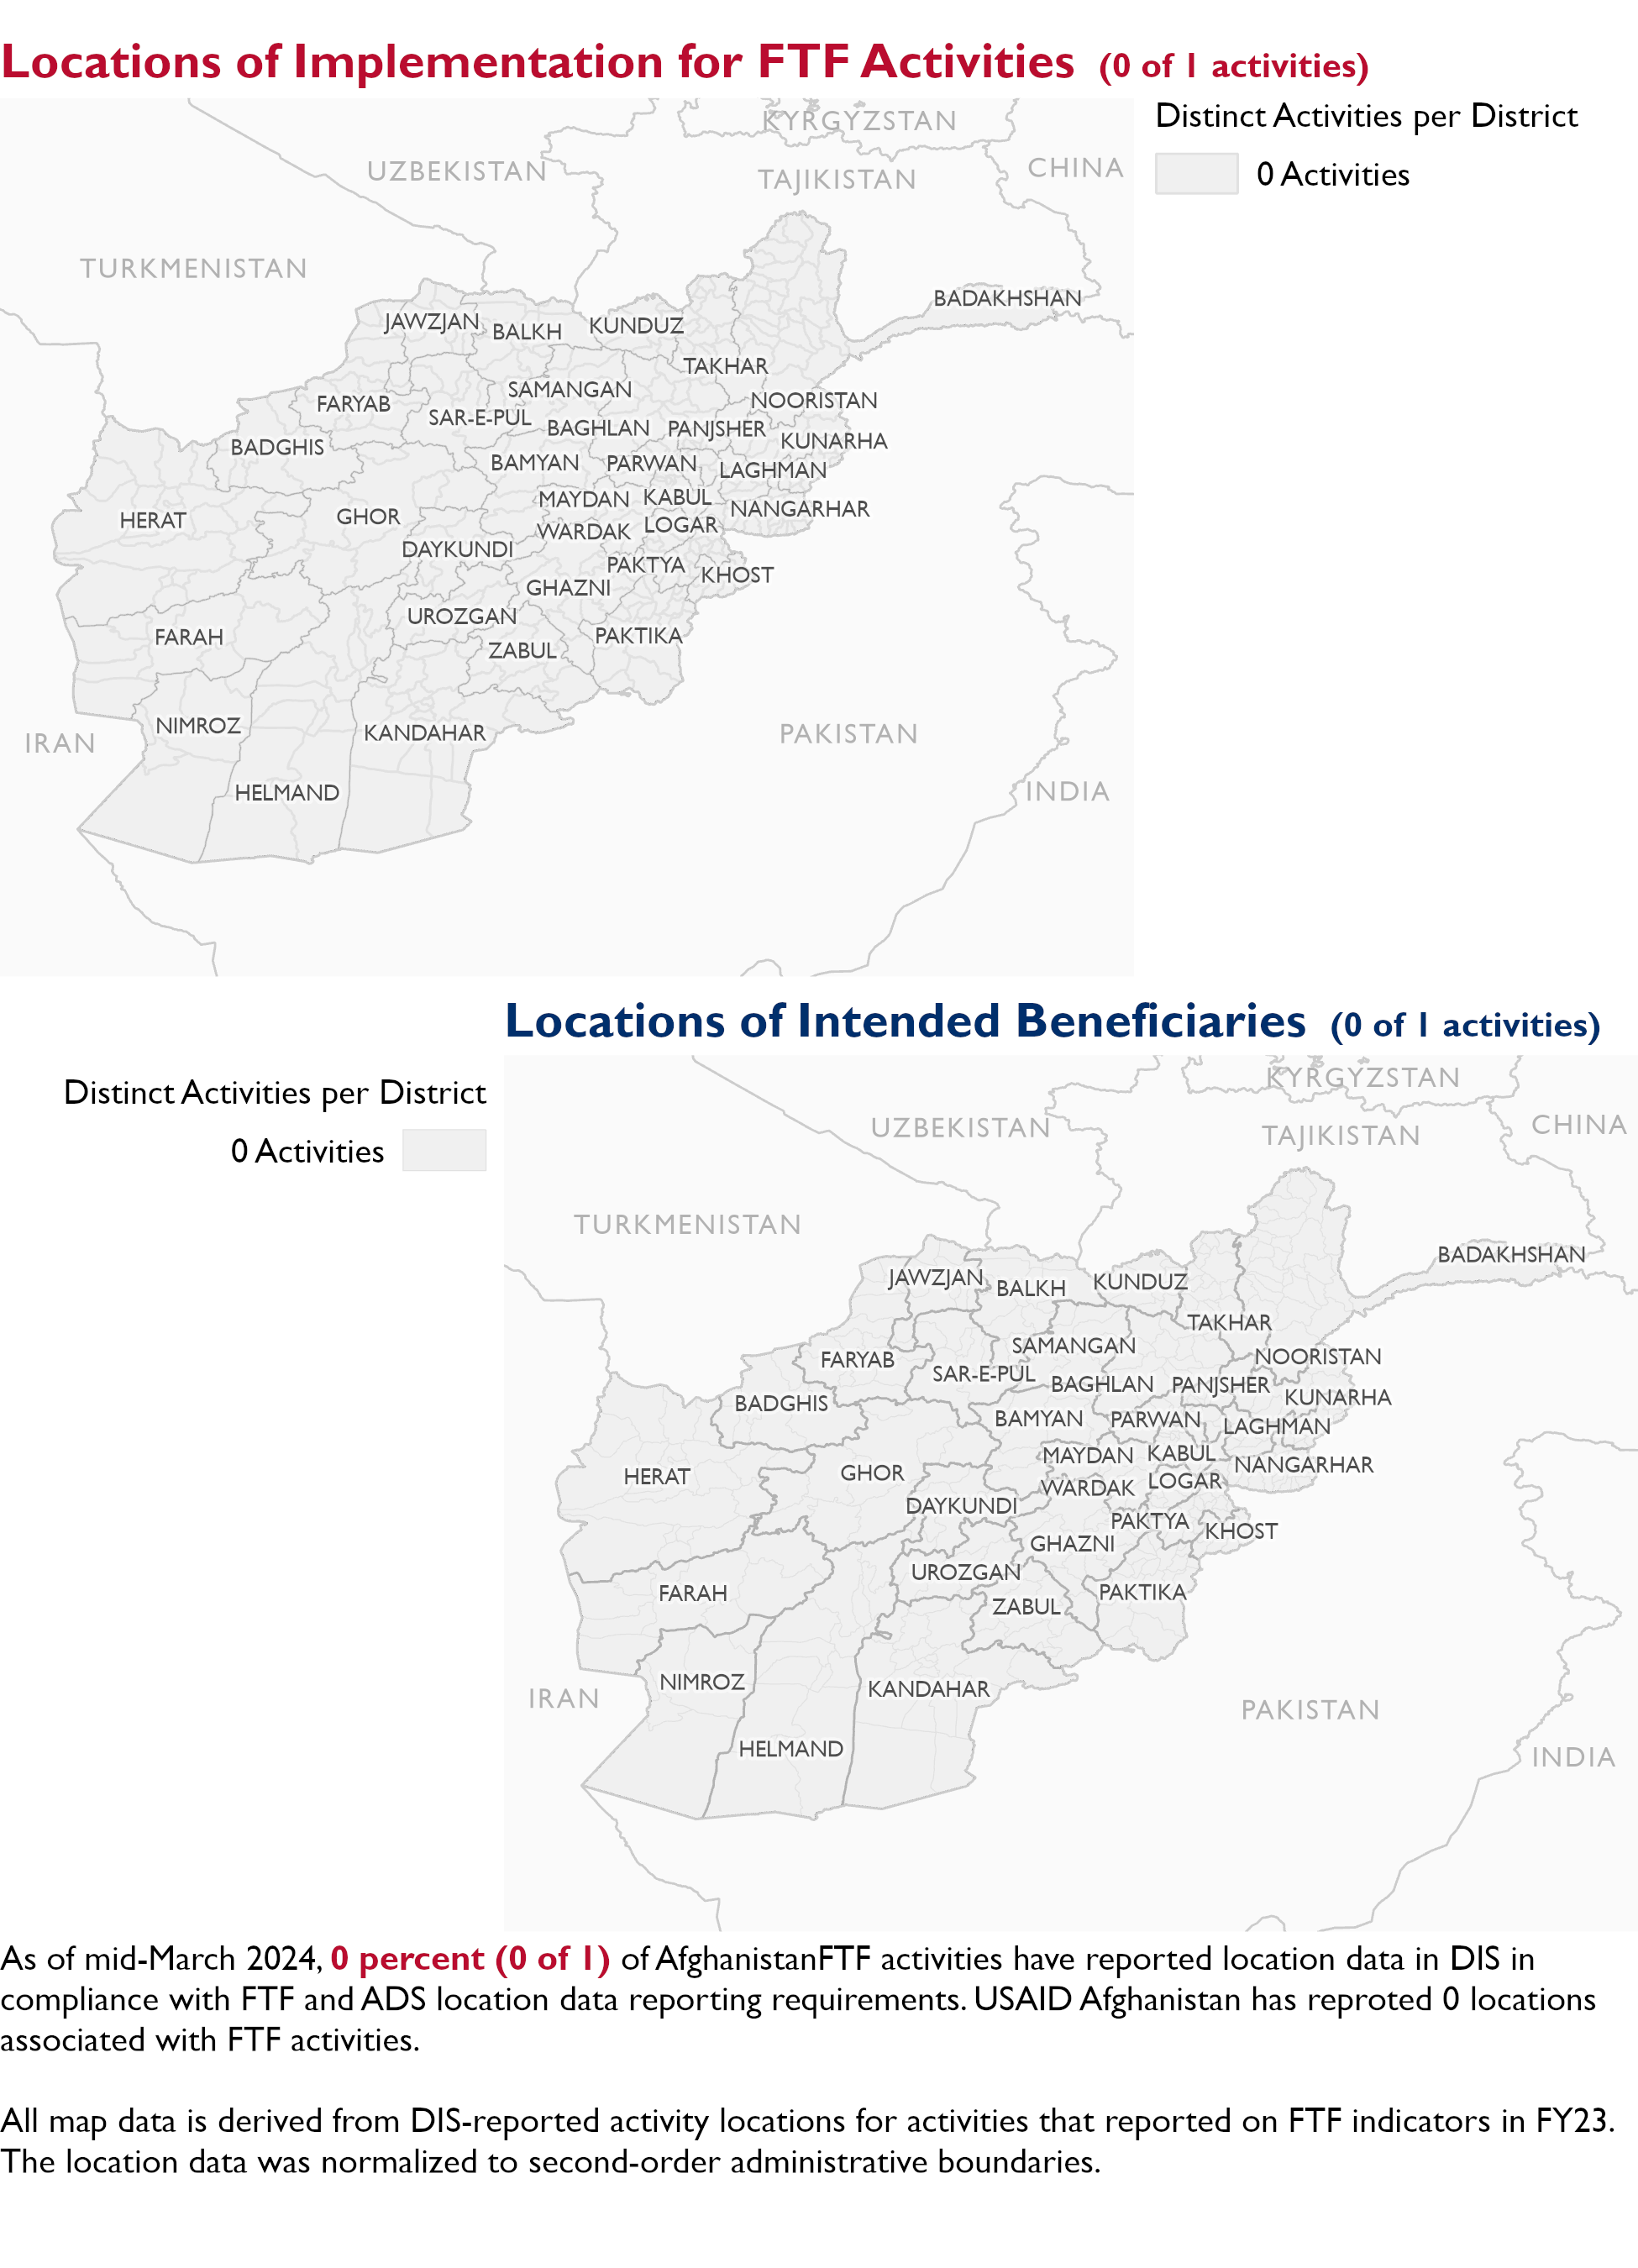 Locations of Implementation for FTF Activities (0 of 1 activities)
Distinct Activities per District
0 Activities
KYRGYZSTAN
UZBEKISTAN
TAJIKISTAN
CHINA
TURKMENISTAN
BADAKHSHAN
JAWZJAN
BALKH
KUNDUZ
TAKHAR
SAMANGAN
NOORISTAN
FARYAB
SAR-E-PUL
BAGHLAN
PANJSHER
KUNARHA
BADGHIS
BAMYAN
PARWAN
LAGHMAN
MAYDAN
WARDAK
KABUL
NANGARHAR
HERAT
GHOR
LOGAR
DAYKUNDI
PAKTYA
KHOST
GHAZNI
UROZGAN
FARAH
PAKTIKA
ZABUL
NIMROZ
KANDAHAR
IRAN
PAKISTAN
HELMAND
INDIA
Locations of Intended Beneficiaries (0 of 1 activities)
Distinct Activities per District
0 Activities
KYRGYZSTAN
UZBEKISTAN
TAJIKISTAN
CHINA
TURKMENISTAN
BADAKHSHAN
JAWZJAN
BALKH
KUNDUZ
TAKHAR
SAMANGAN
NOORISTAN
FARYAB
SAR-E-PUL
BAGHLAN
PANJSHER
KUNARHA
BADGHIS
BAMYAN
PARWAN
LAGHMAN
MAYDAN
WARDAK
KABUL
NANGARHAR
HERAT
GHOR
LOGAR
DAYKUNDI
PAKTYA
KHOST
GHAZNI
UROZGAN
FARAH
PAKTIKA
ZABUL
NIMROZ
KANDAHAR
IRAN
PAKISTAN
HELMAND
INDIA
As of mid-March 2024, 0 percent (0 of 1) of AfghanistanFTF activities have reported location data in DIS in
compliance with FTF and ADS location data reporting requirements. USAID Afghanistan has reproted 0 locations
associated with FTF activities.
All map data is derived from DIS-reported activity locations for activities that reported on FTF indicators in FY23.
The location data was normalized to second-order administrative boundaries.